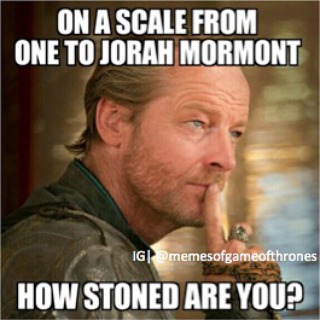 ON A SCALE FROM
ONE TO JORAH MORMONT
IG| @memesofgameofthrones
HOW STONED ARE YOU?